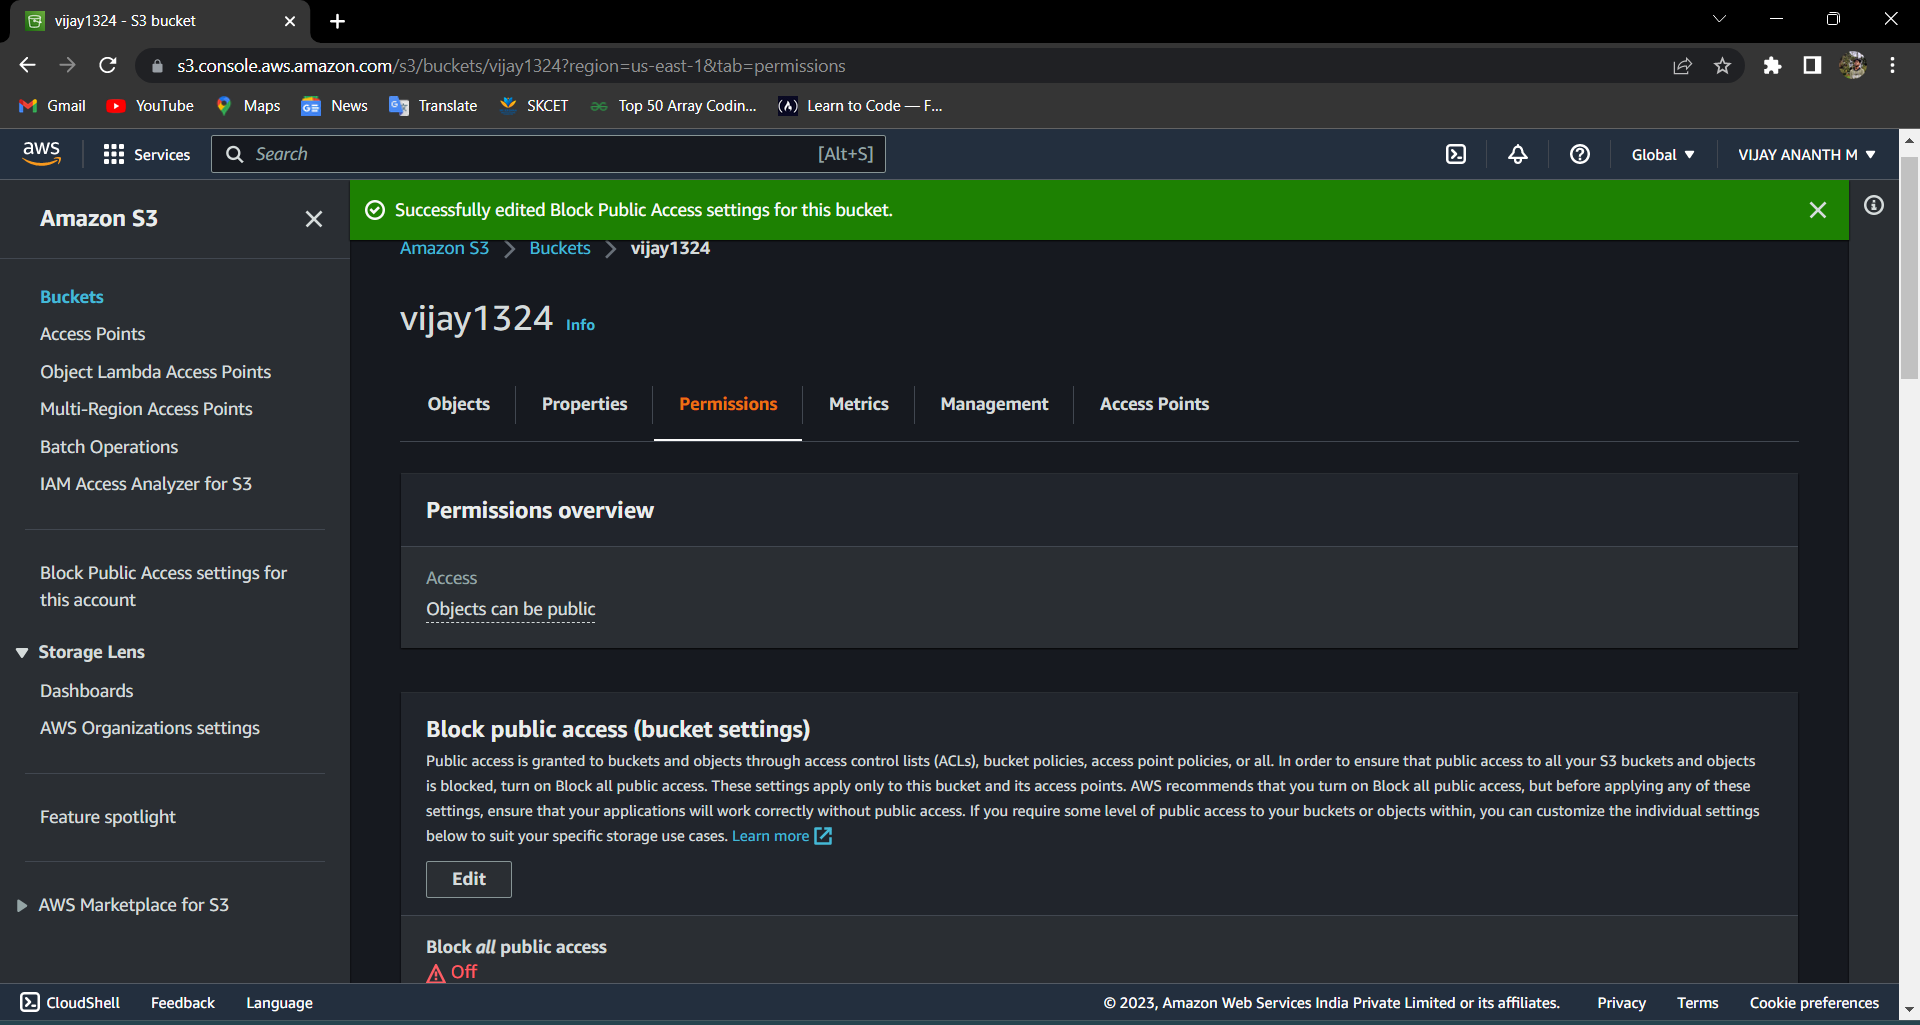 vijay1324 - S3 bucket
s3.console.aws.amazon.com/s3/buckets/vijay1324?region=us-east-1&tab=permissions
Gmail YouTube Maps News Translate SKCET Top 50 Array Codin... Learn to Code — F...
aws Services Search [Alt+S] Global VIJAY ANANTH M
Amazon S3
Successfully edited Block Public Access settings for this bucket.
Amazon S3 Buckets vijay1324
Buckets
Access Points
Object Lambda Access Points
Multi-Region Access Points
Batch Operations
IAM Access Analyzer for S3
Block Public Access settings for
this account
Storage Lens
Dashboards
AWS Organizations settings
Feature spotlight
AWS Marketplace for S3
vijay1324 Info
Objects Properties Permissions Metrics Management Access Points
Permissions overview
Access
Objects can be public
Block public access (bucket settings)
Public access is granted to buckets and objects through access control lists (ACLs), bucket policies, access point policies, or all. In order to ensure that public access to all your S3 buckets and objects
is blocked, turn on Block all public access. These settings apply only to this bucket and its access points. AWS recommends that you turn on Block all public access, but before applying any of these
settings, ensure that your applications will work correctly without public access. If you require some level of public access to your buckets or objects within, you can customize the individual settings
below to suit your specific storage use cases. Learn more
Edit
Block all public access
Off
CloudShell Feedback Language © 2023, Amazon Web Services India Private Limited or its affiliates. Privacy Terms Cookie preferences